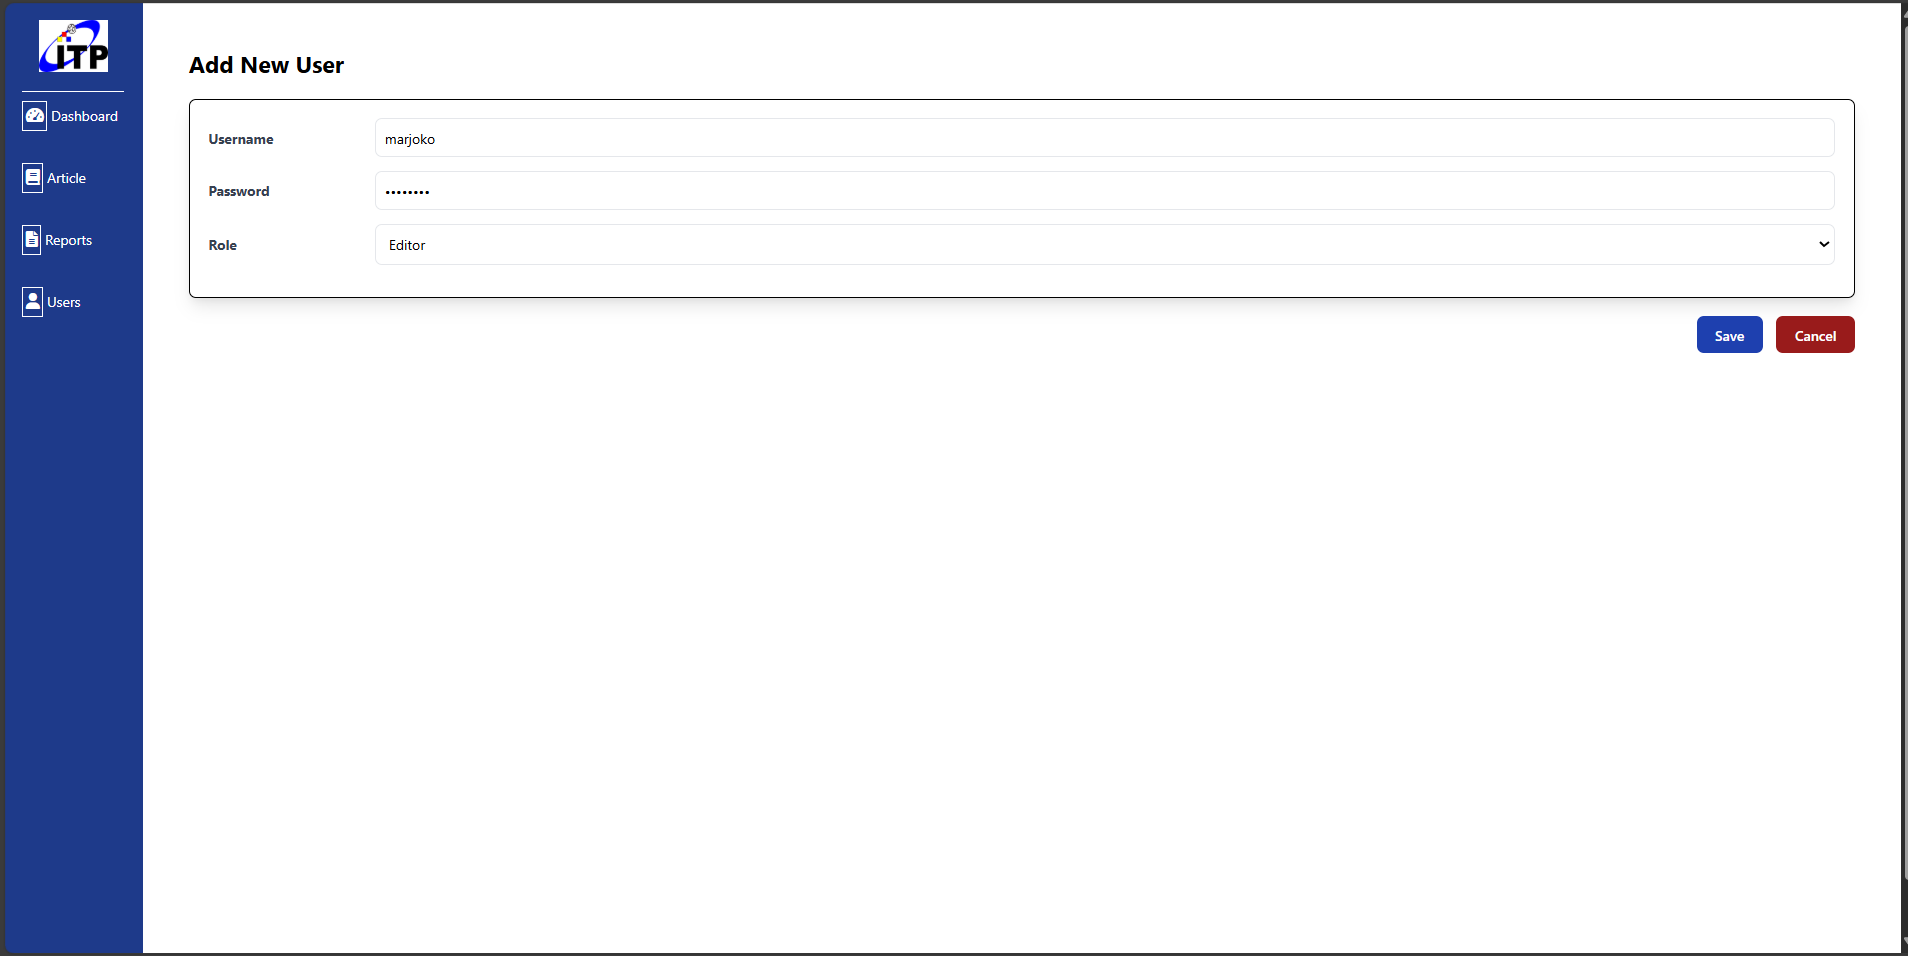 ITP
Dashboard
Article
Reports
Users
Add New User
Username
marjoko
Password
••••••••
Role
Editor
Save
Cancel